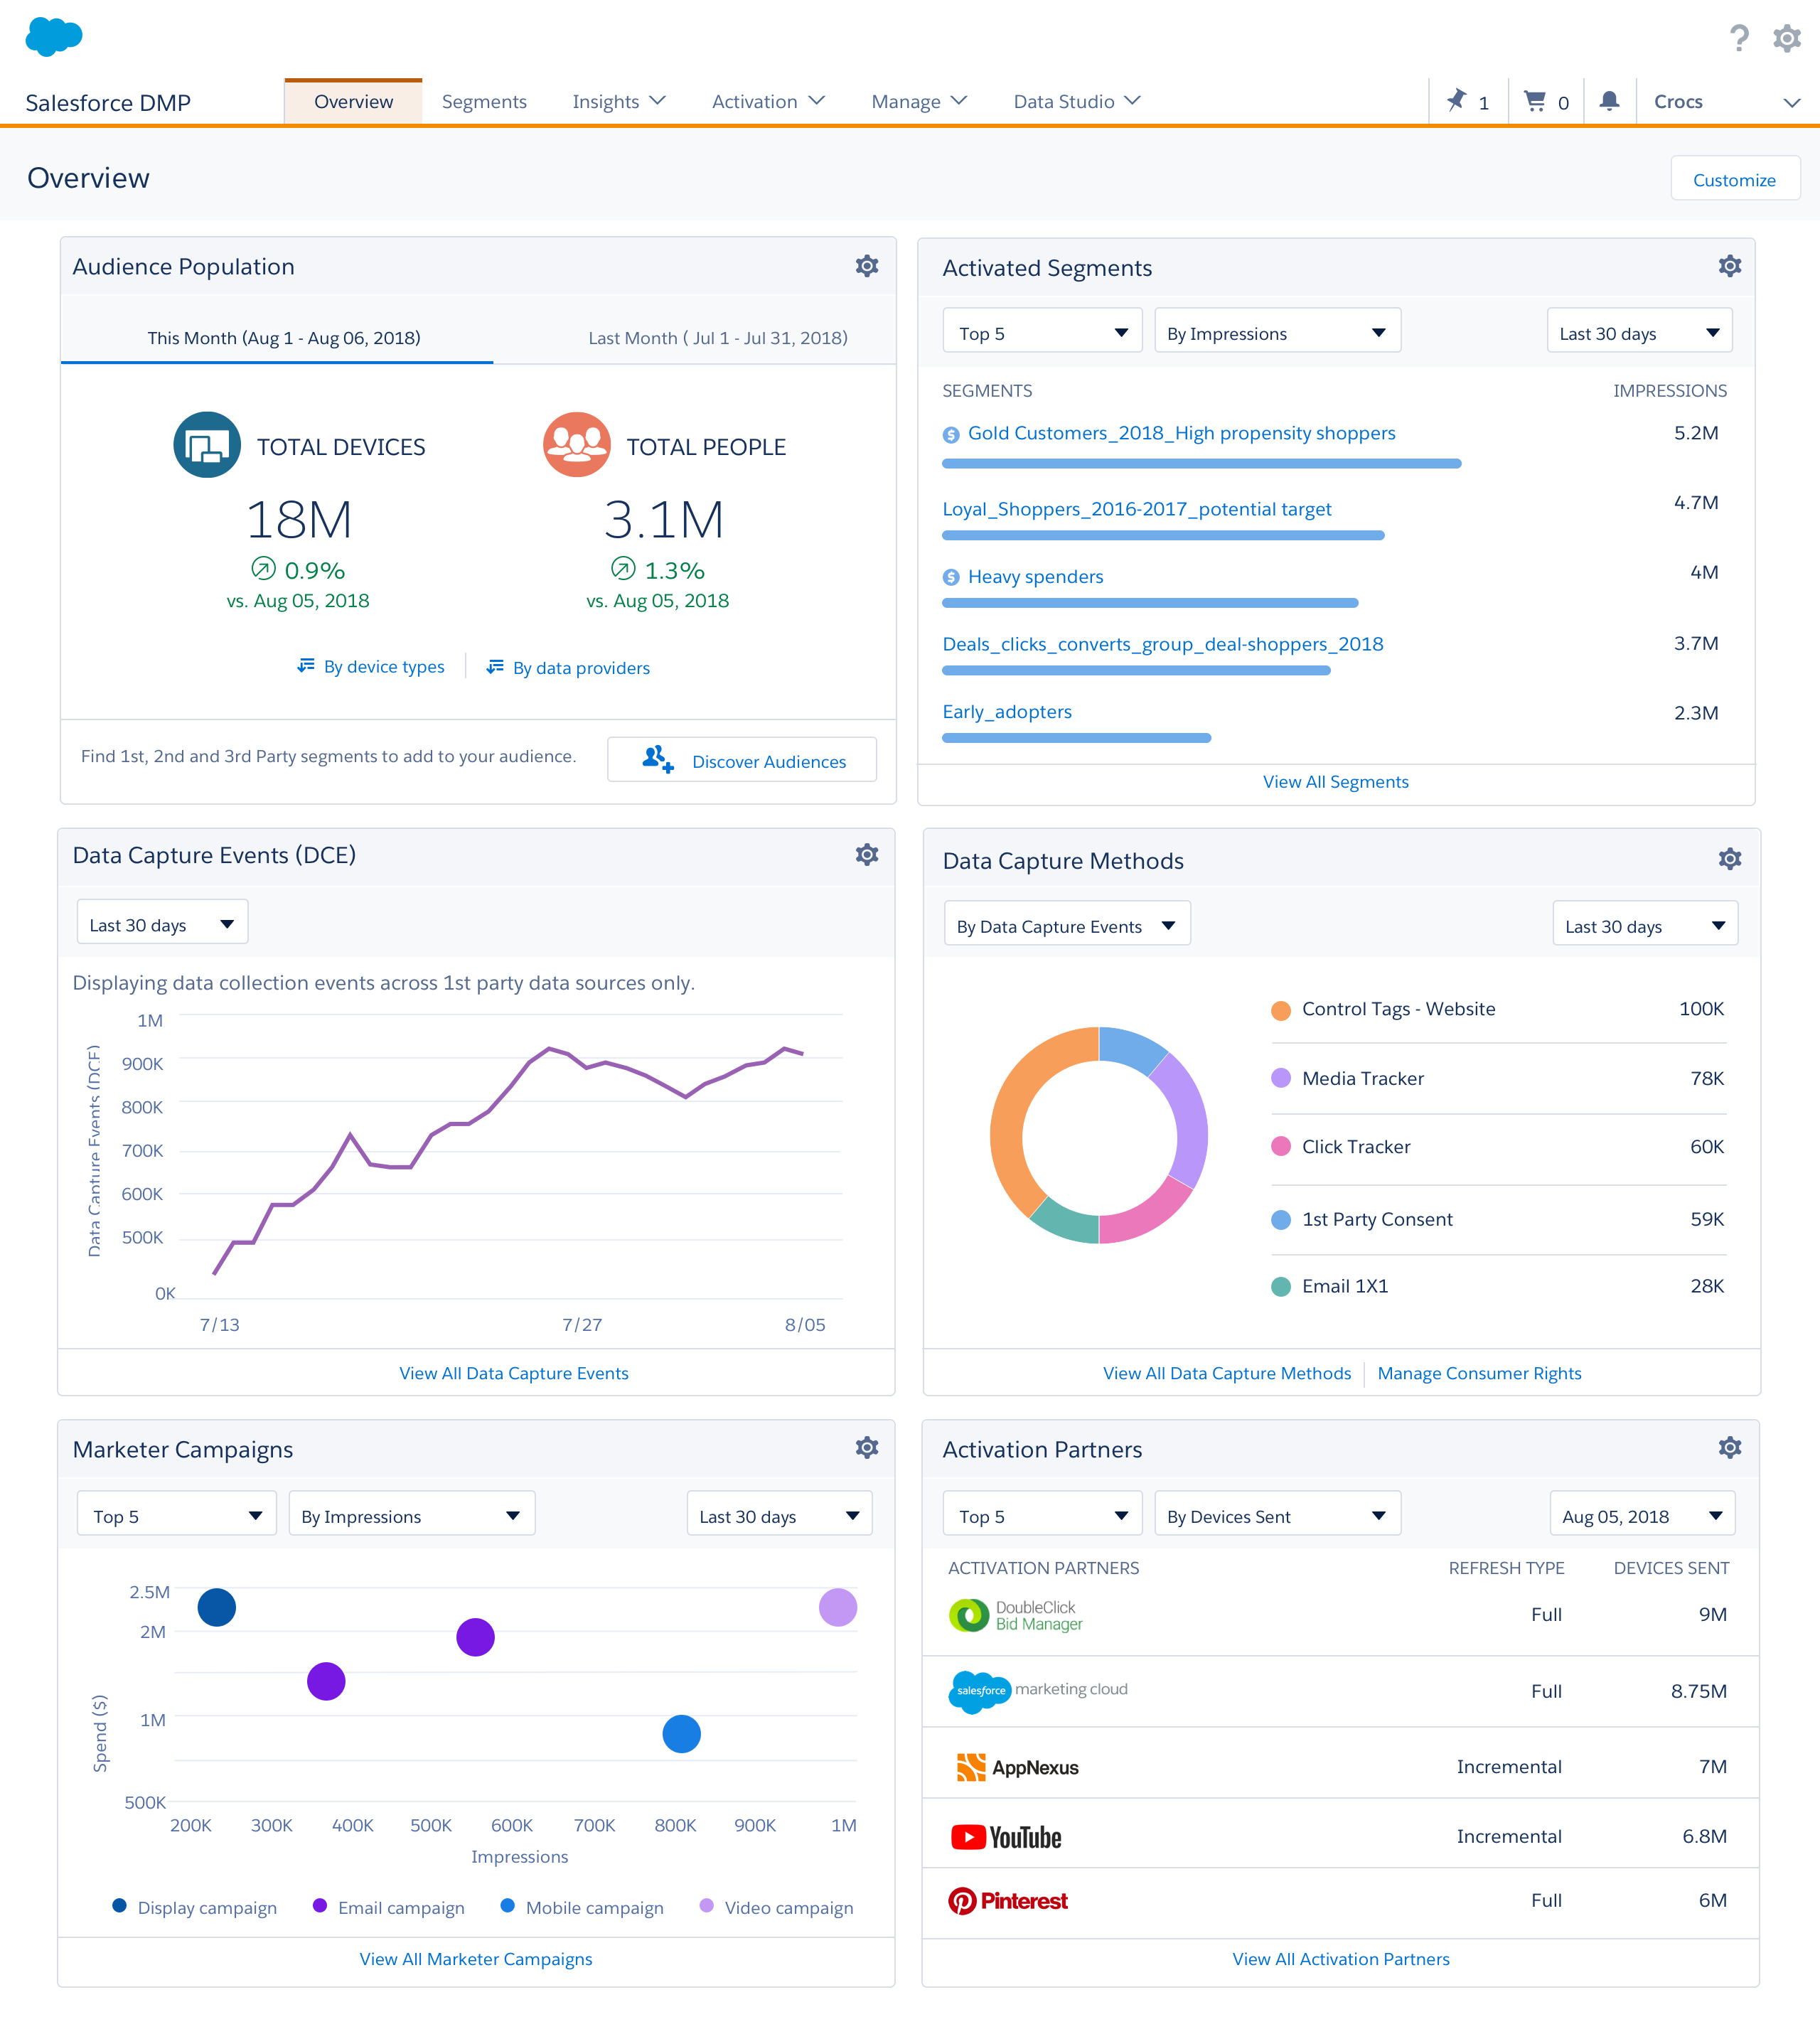 Salesforce DMP
Overview
Segments
Insights
Activation
Manage
Data Studio
1
0
Crocs
Overview
Customize
Audience Population
This Month (Aug 1 - Aug 06, 2018)
Last Month ( Jul 1 - Jul 31, 2018)
TOTAL DEVICES
18M
0.9%
vs. Aug 05, 2018
TOTAL PEOPLE
3.1M
1.3%
vs. Aug 05, 2018
By device types
By data providers
Find 1st, 2nd and 3rd Party segments to add to your audience.
Discover Audiences
Activated Segments
Top 5
By Impressions
Last 30 days
SEGMENTS
IMPRESSIONS
Gold Customers_2018_High propensity shoppers
5.2M
Loyal_Shoppers_2016-2017_potential target
4.7M
Heavy spenders
4M
Deals_clicks_converts_group_deal-shoppers_2018
3.7M
Early_adopters
2.3M
View All Segments
Data Capture Events (DCE)
Last 30 days
Displaying data collection events across 1st party data sources only.
Data Capture Events (DCE)
1M
900K
800K
700K
600K
500K
0K
7/13
7/27
8/05
View All Data Capture Events
Data Capture Methods
By Data Capture Events
Last 30 days
Control Tags - Website
100K
Media Tracker
78K
Click Tracker
60K
1st Party Consent
59K
Email 1X1
28K
View All Data Capture Methods
Manage Consumer Rights
Marketer Campaigns
Top 5
By Impressions
Last 30 days
Spend ($)
2.5M
2M
1M
500K
200K
300K
400K
500K
600K
700K
800K
900K
1M
Impressions
Display campaign
Email campaign
Mobile campaign
Video campaign
View All Marketer Campaigns
Activation Partners
Top 5
By Devices Sent
Aug 05, 2018
ACTIVATION PARTNERS
REFRESH TYPE
DEVICES SENT
DoubleClick
Bid Manager
Full
9M
salesforce marketing cloud
Full
8.75M
AppNexus
Incremental
7M
YouTube
Incremental
6.8M
Pinterest
Full
6M
View All Activation Partners